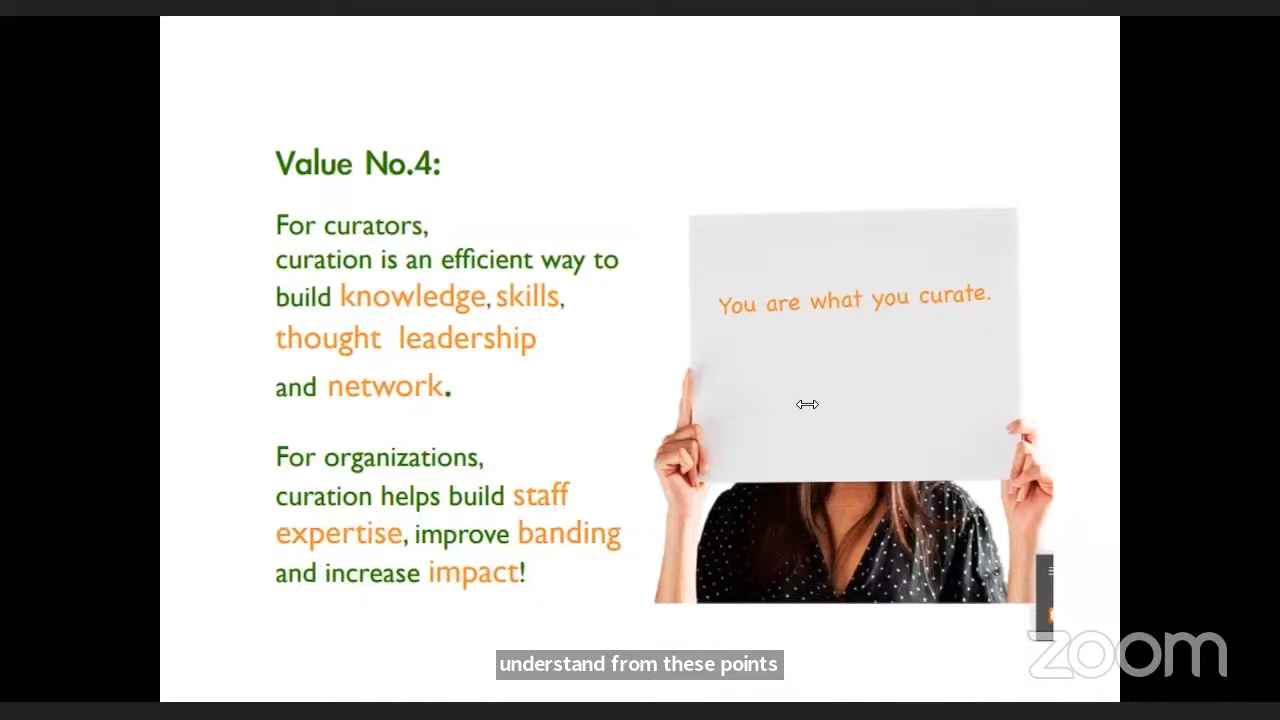 Value No.4:
For curators,
curation is an efficient way to
build knowledge, skills,
thought leadership
and network.
For organizations,
curation helps build staff
expertise, improve banding
and increase impact!
You are what you curate.
understand from these points
zoom